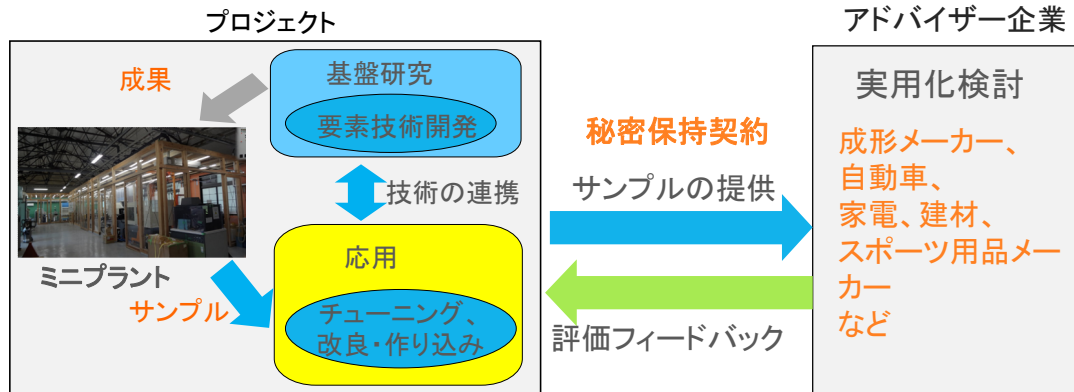 プロジェクト
成果
基盤研究
要素技術開発
技術の連携
ミニプラント
サンプル
応用
チューニング、
改良・作り込み
秘密保持契約
サンプルの提供
評価フィードバック
アドバイザー企業
実用化検討
成形メーカー、
自動車、
家電、建材、
スポーツ用品メー
カー
など